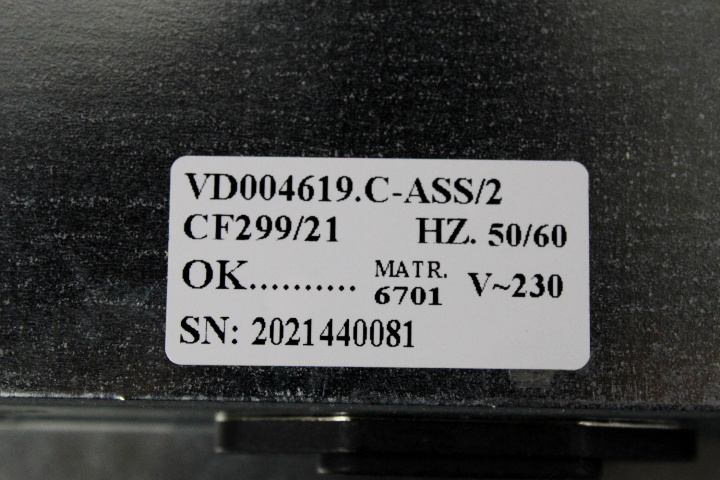 VD004619.C-ASS/2
CF299/21 HZ. 50/60
OK.......... MATR. 6701 V~230
SN: 2021440081